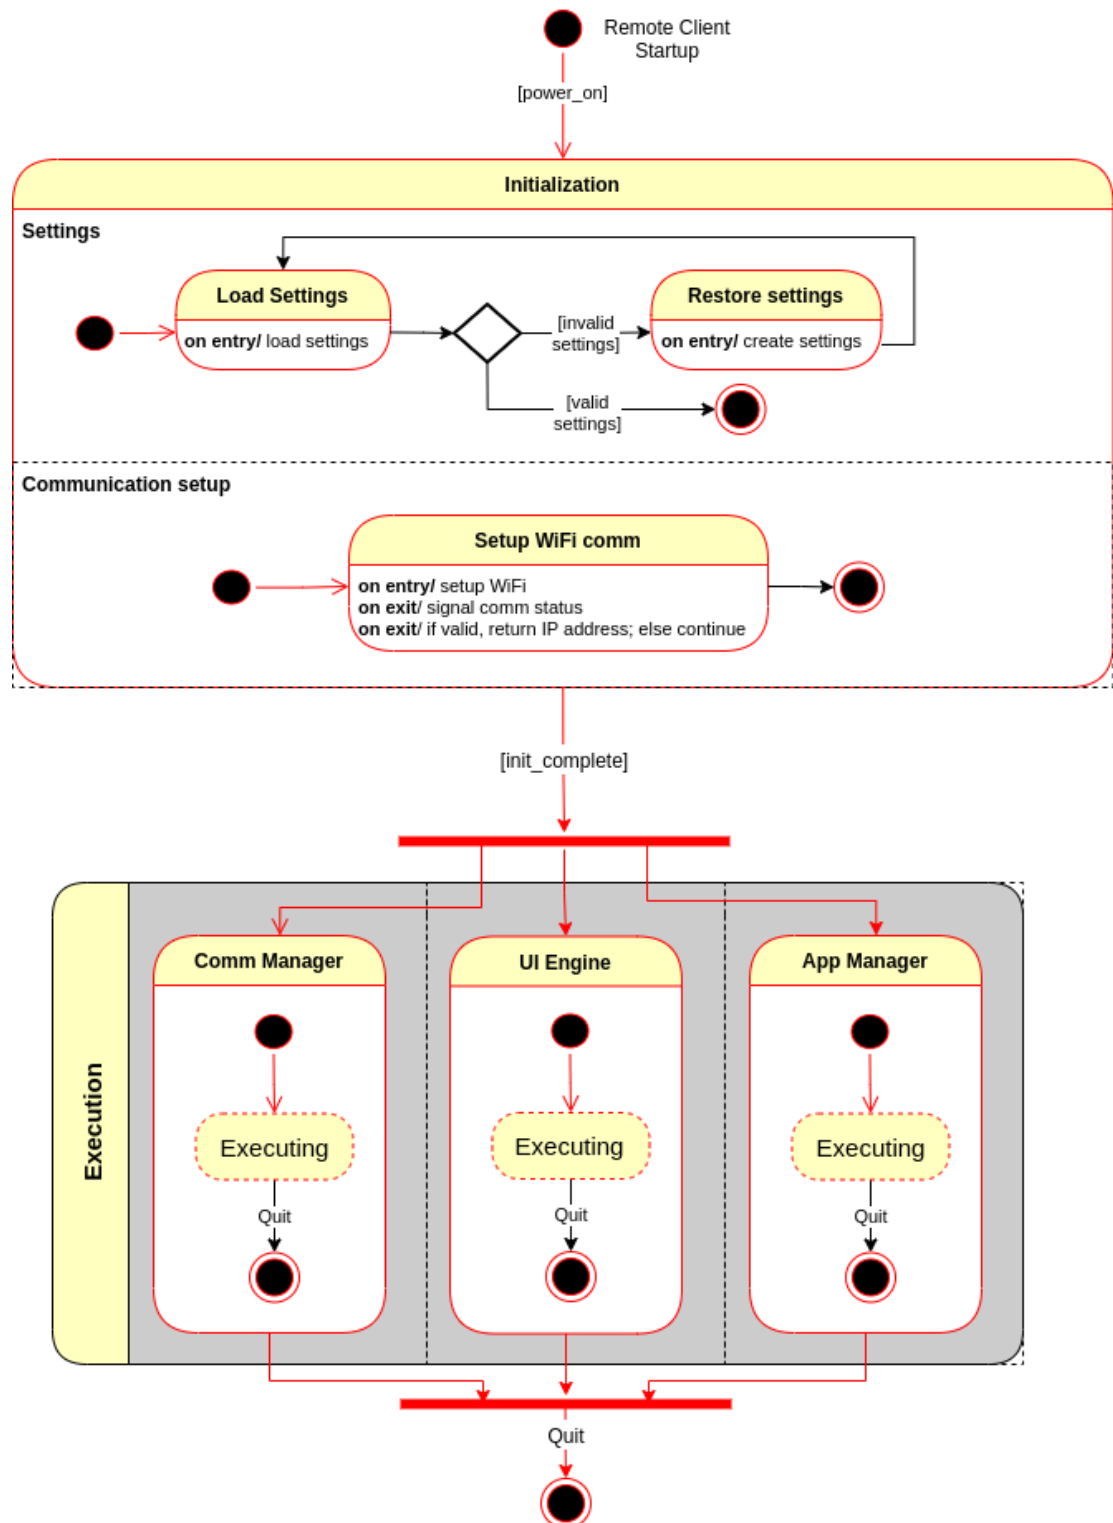 Remote Client
Startup
[power_on]
Initialization
Settings
Load Settings
on entry/ load settings
[invalid
settings]
Restore settings
on entry/ create settings
[valid
settings]
Communication setup
Setup WiFi comm
on entry/ setup WiFi
on exit/ signal comm status
on exit/ if valid, return IP address; else continue
[init_complete]
Execution
Comm Manager
Executing
Quit
UI Engine
Executing
Quit
App Manager
Executing
Quit
Quit